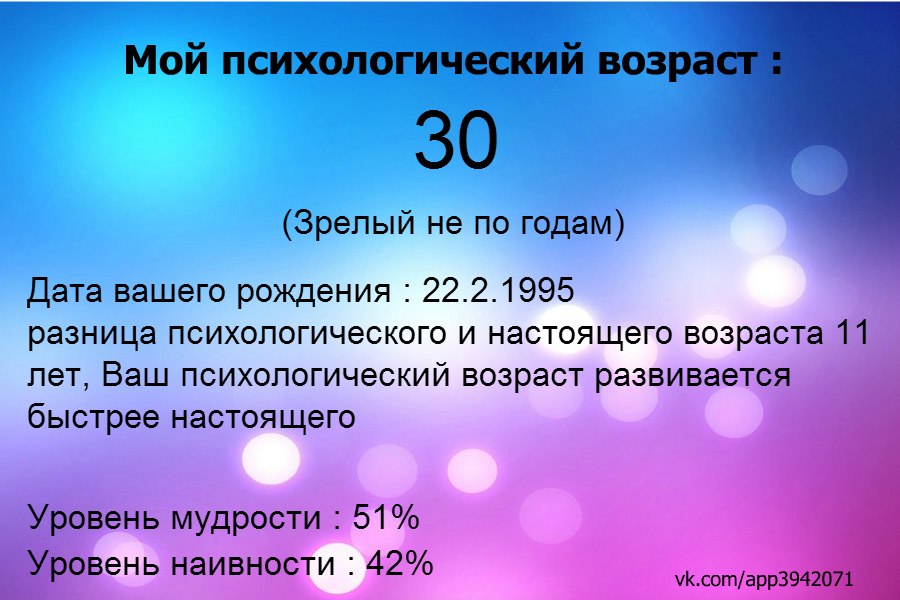 Мой психологический возраст :
30
(Зрелый не по годам)
Дата вашего рождения : 22.2.1995
разница психологического и настоящего возраста 11
лет, Ваш психологический возраст развивается
быстрее настоящего
Уровень мудрости : 51%
Уровень наивности : 42%
vk.com/app3942071